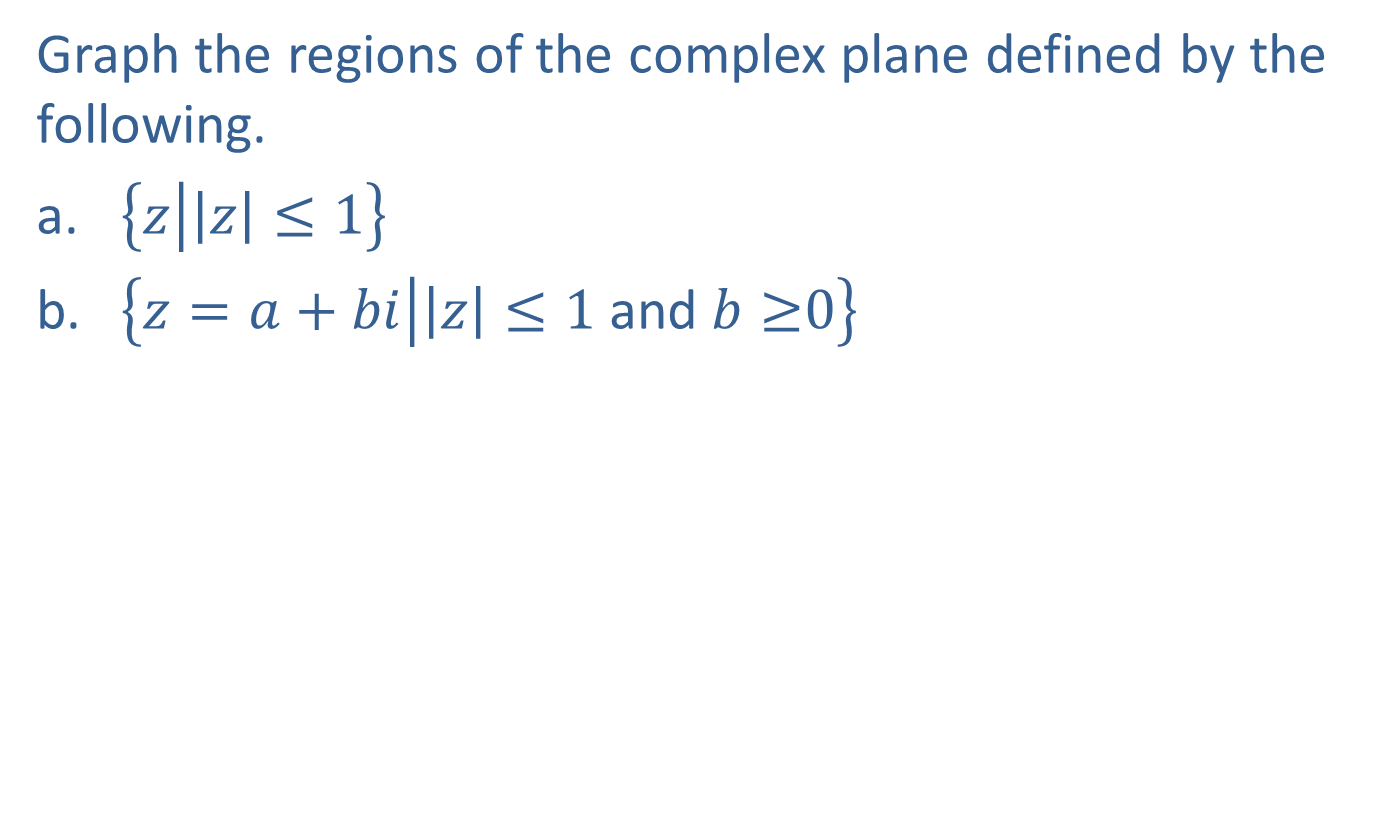 Graph the regions of the complex plane defined by the
following.
a. {𝑧||𝑧| ≤ 1}
b. {𝑧 = 𝑎 + 𝑏𝑖||𝑧| ≤ 1 and 𝑏 ≥0}